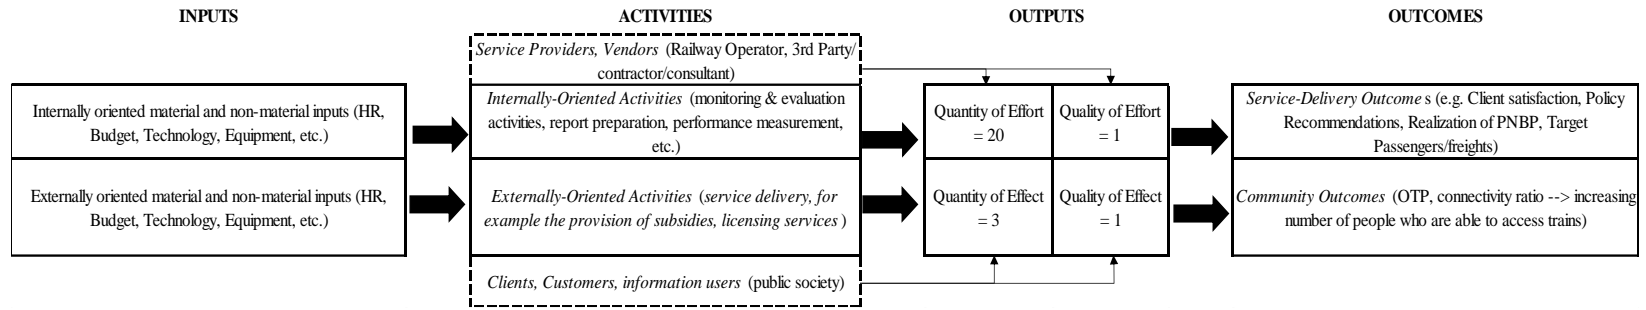 INPUTS
ACTIVITIES
OUTPUTS
OUTCOMES
Service Providers, Vendors (Railway Operator, 3rd Party/
contractor/consultant)
Internally oriented material and non-material inputs (HR,
Budget, Technology, Equipment, etc.)
Internally-Oriented Activities (monitoring & evaluation
activities, report preparation, performance measurement,
etc.)
Quantity of Effort
= 20
Quality of Effort
= 1
Service-Delivery Outcome s (e.g. Client satisfaction, Policy
Recommendations, Realization of PNBP, Target
Passengers/freights)
Externally oriented material and non-material inputs (HR,
Budget, Technology, Equipment, etc.)
Externally-Oriented Activities (service delivery, for
example the provision of subsidies, licensing services)
Quantity of Effect
= 3
Quality of Effect
= 1
Community Outcomes (OTP, connectivity ratio --> increasing
number of people who are able to access trains)
Clients, Customers, information users (public society)